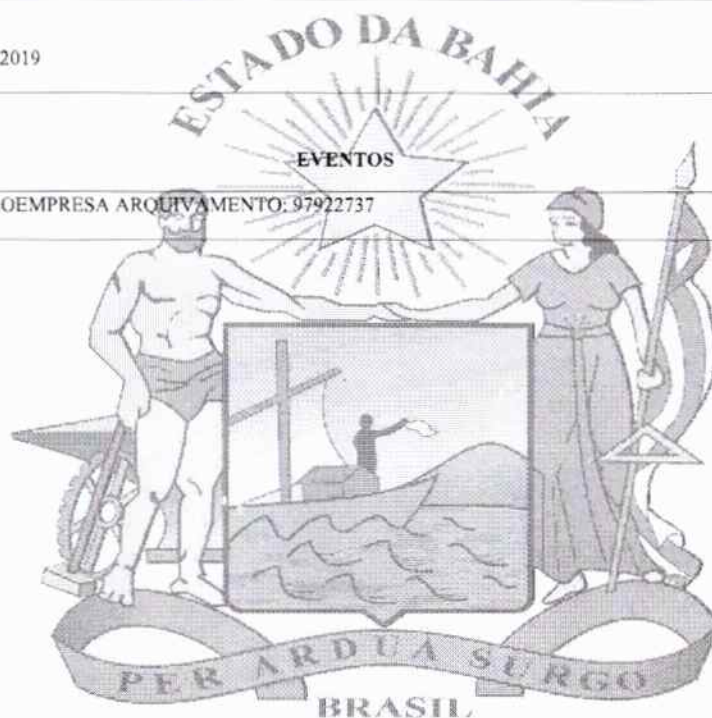 ESTADO DA BAHIA
2019
EVENTOS
OEMPRESA ARQUIVAMENTO: 97922737
PER ARDUA SURGO
BRASIL